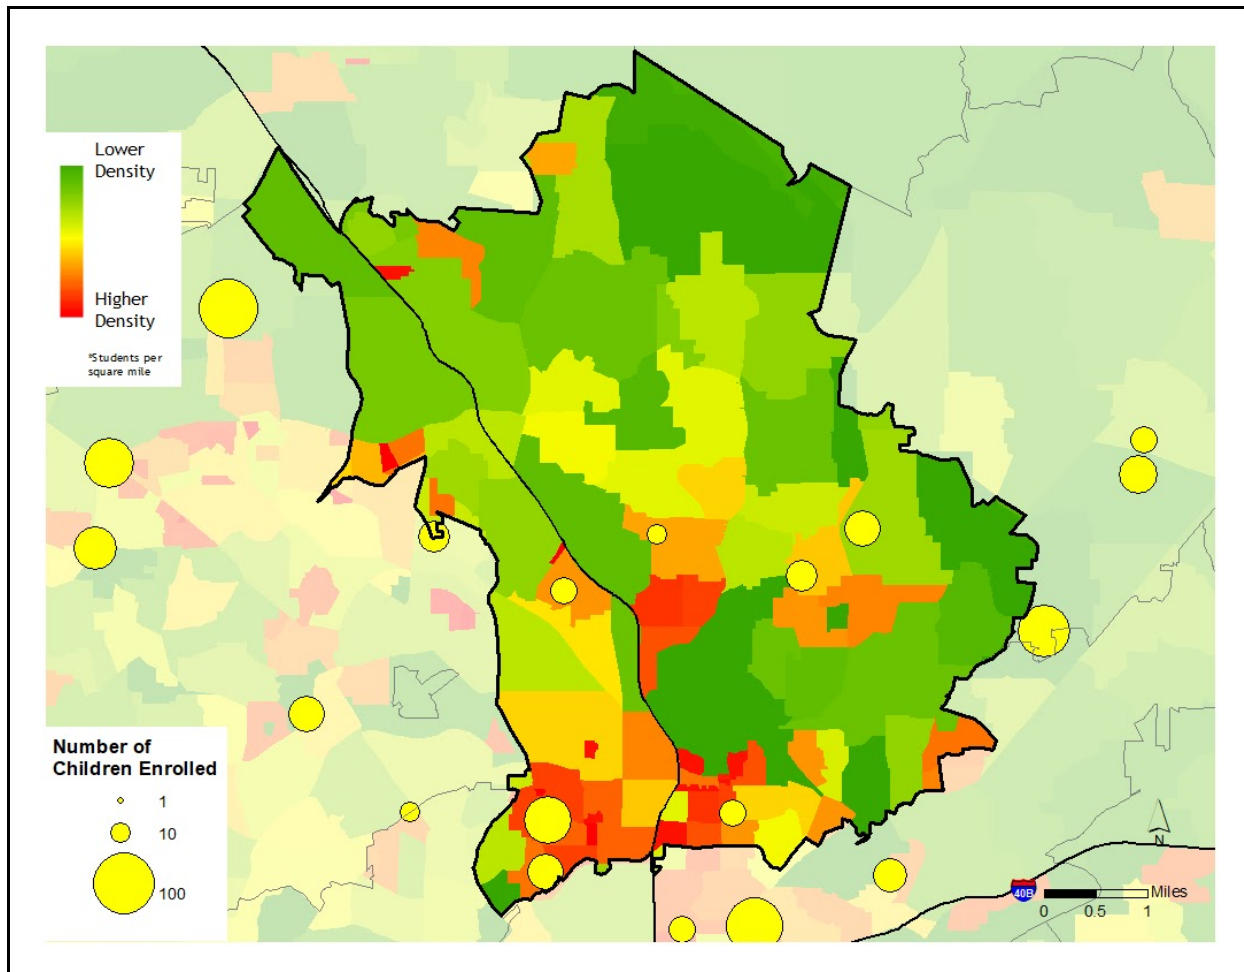 Lower
Density
Higher
Density
*Students per
square mile
Number of
Children Enrolled
1
10
100
N
40B
Miles
0 0.5 1